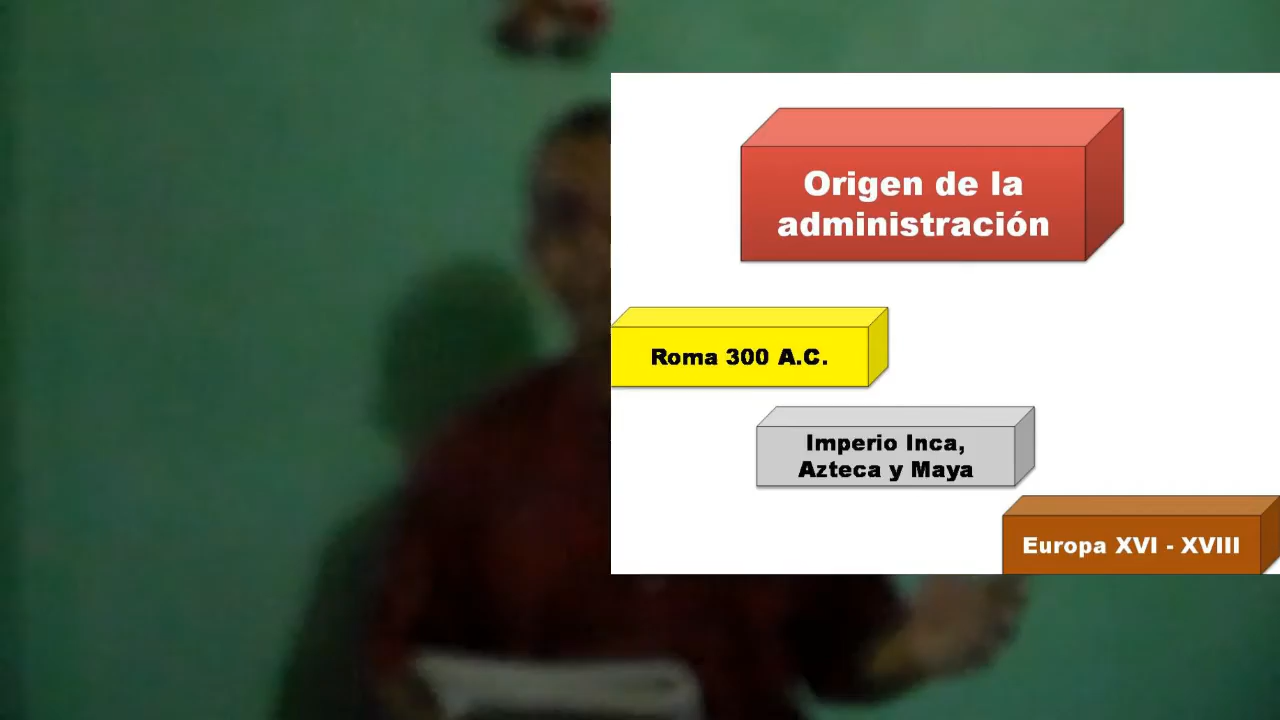 Origen de la
administración
Roma 300 A.C.
Imperio Inca,
Azteca y Maya
Europa XVI - XVIII